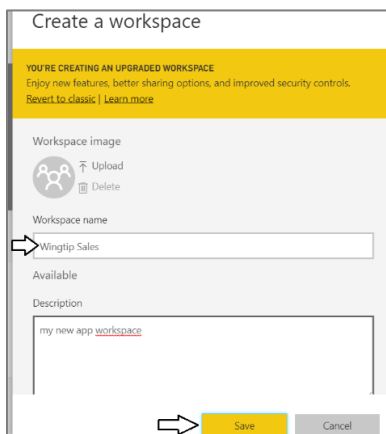 Create a workspace
YOU'RE CREATING AN UPGRADED WORKSPACE
Enjoy new features, better sharing options, and improved security controls.
Revert to classic | Learn more
Workspace image
Upload
Delete
Workspace name
Wingtip Sales
Available
Description
my new app workspace
Save Cancel